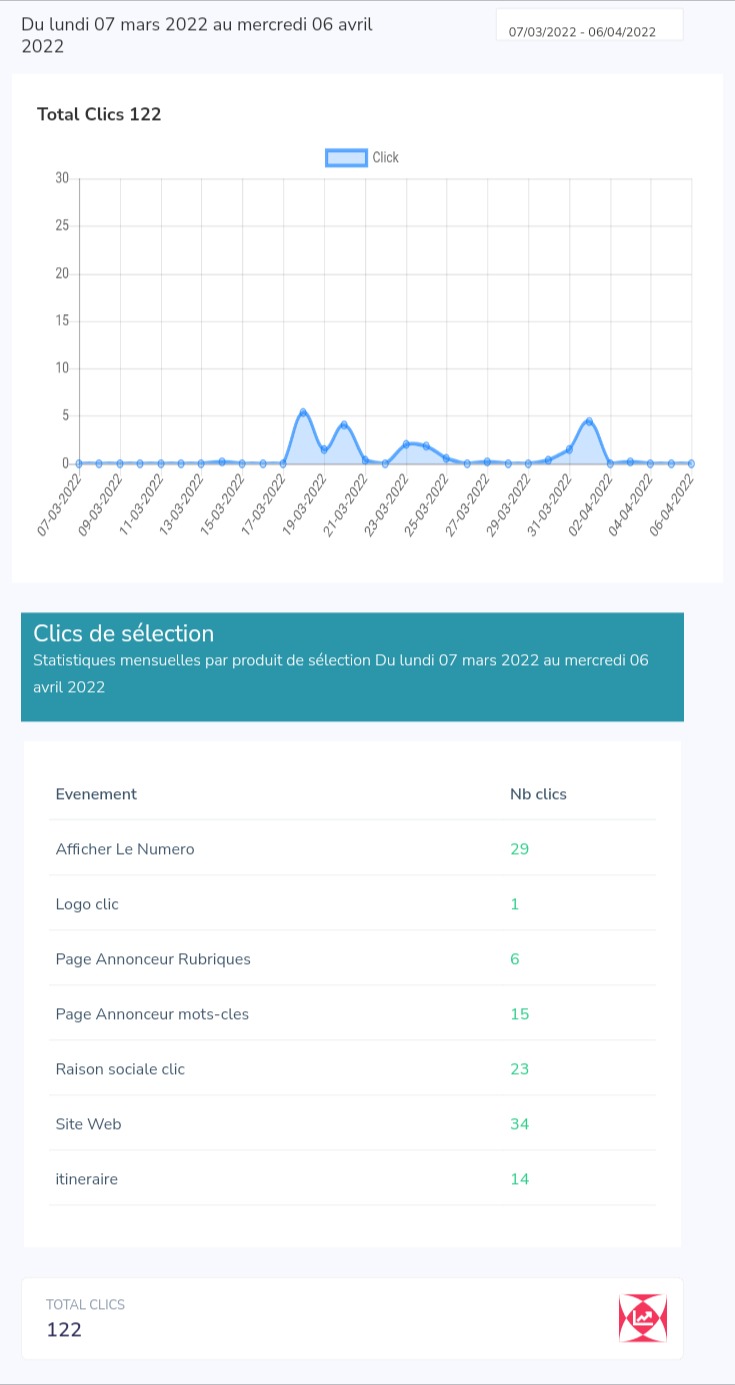 Du lundi 07 mars 2022 au mercredi 06 avril
2022
07/03/2022 - 06/04/2022
Total Clics 122
Click
30
25
20
15
10
5
0
07-03-2022
09-03-2022
11-03-2022
13-03-2022
15-03-2022
17-03-2022
19-03-2022
21-03-2022
23-03-2022
25-03-2022
27-03-2022
29-03-2022
31-03-2022
02-04-2022
04-04-2022
06-04-2022
Clics de sélection
Statistiques mensuelles par produit de sélection Du lundi 07 mars 2022 au mercredi 06
avril 2022
Evenement Nb clics
Afficher Le Numero 29
Logo clic 1
Page Annonceur Rubriques 6
Page Annonceur mots-cles 15
Raison sociale clic 23
Site Web 34
itineraire 14
TOTAL CLICS
122